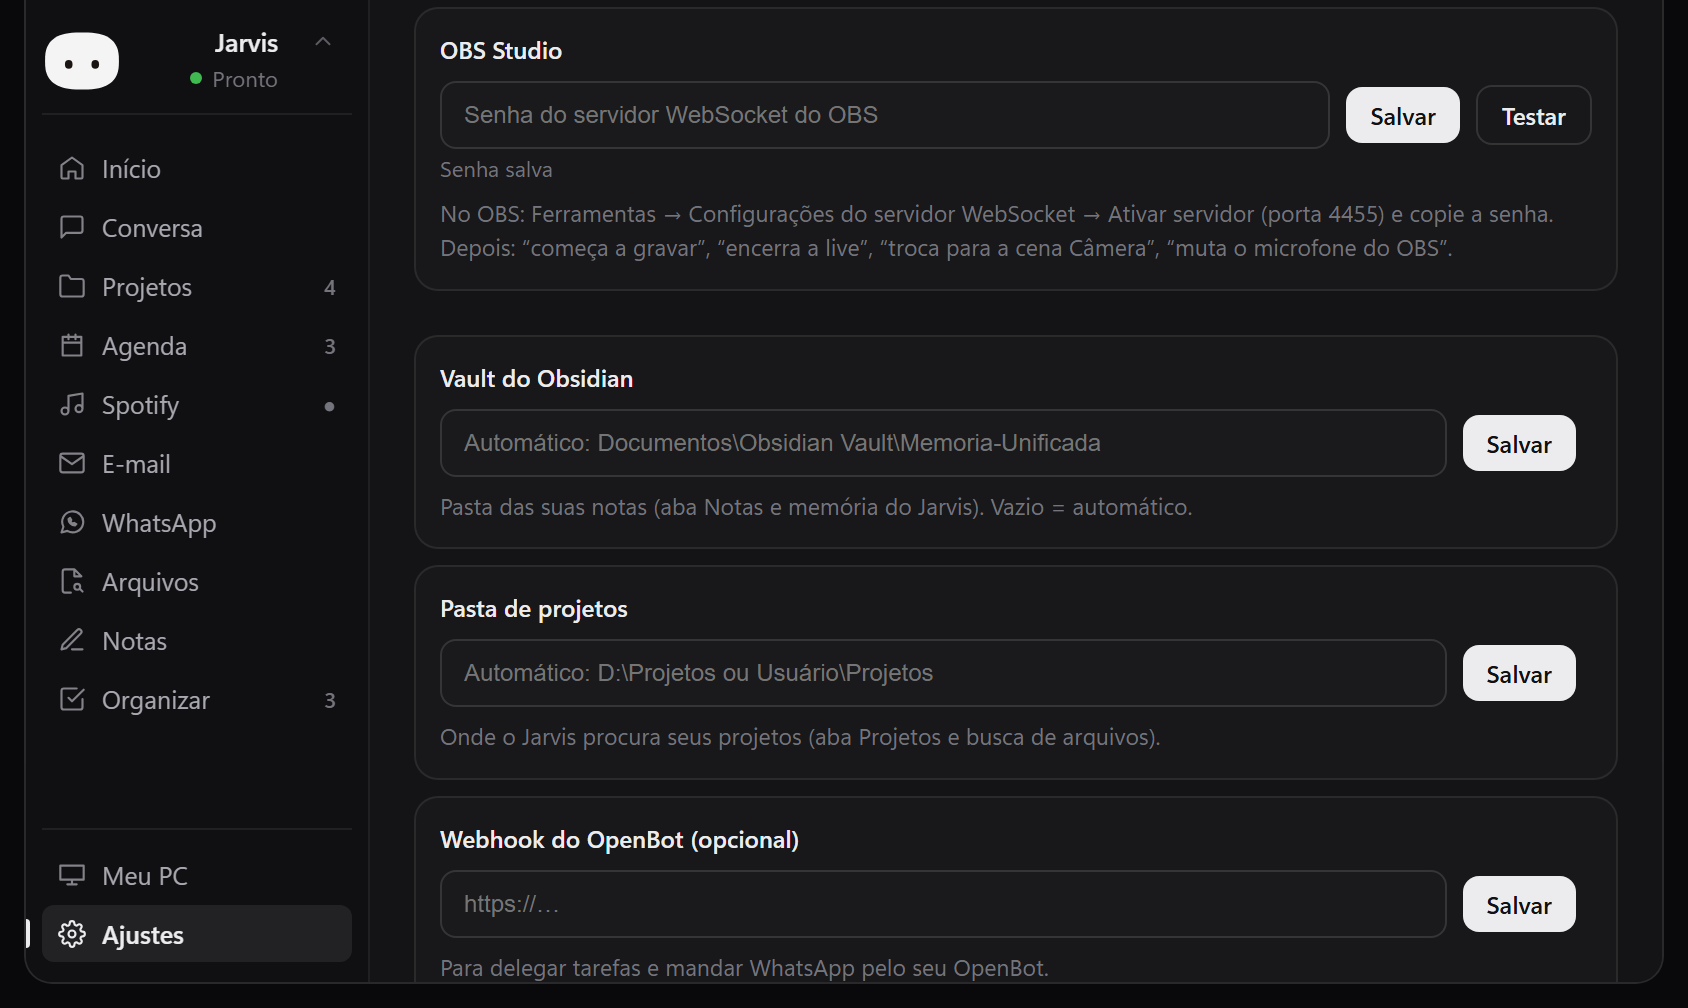 Jarvis
Pronto
Início
Conversa
Projetos 4
Agenda 3
Spotify
E-mail
WhatsApp
Arquivos
Notas
Organizar 3
Meu PC
Ajustes
OBS Studio
Senha do servidor WebSocket do OBS
Salvar
Testar
Senha salva
No OBS: Ferramentas → Configurações do servidor WebSocket → Ativar servidor (porta 4455) e copie a senha.
Depois: “começa a gravar”, “encerra a live”, “troca para a cena Câmera”, “muta o microfone do OBS”.
Vault do Obsidian
Automático: Documentos\Obsidian Vault\Memoria-Unificada
Salvar
Pasta das suas notas (aba Notas e memória do Jarvis). Vazio = automático.
Pasta de projetos
Automático: D:\Projetos ou Usuário\Projetos
Salvar
Onde o Jarvis procura seus projetos (aba Projetos e busca de arquivos).
Webhook do OpenBot (opcional)
https://…
Salvar
Para delegar tarefas e mandar WhatsApp pelo seu OpenBot.